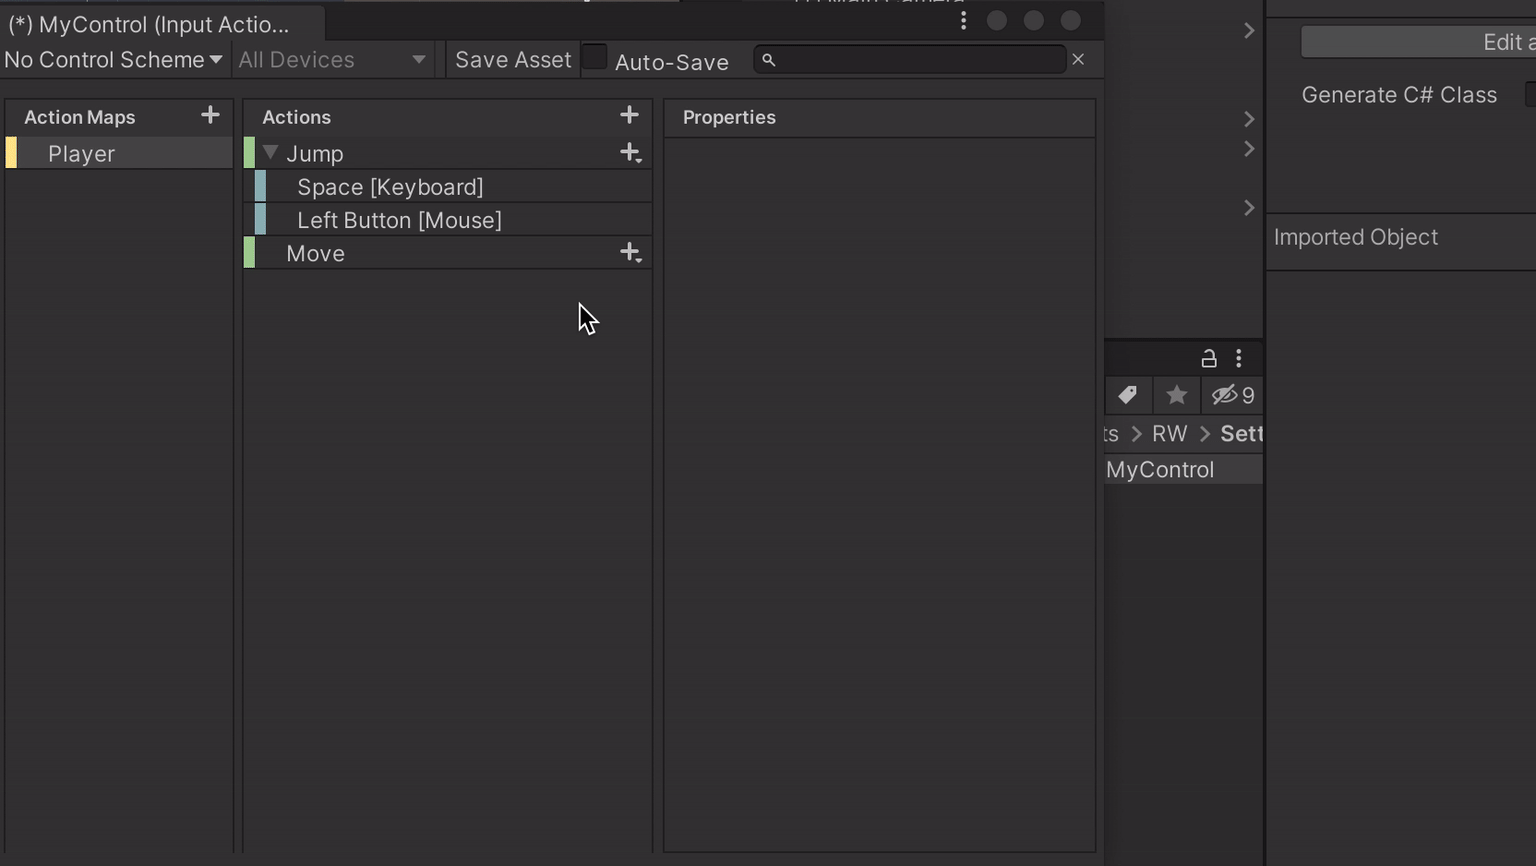 (*) MyControl (Input Actio...
No Control Scheme
All Devices
Save Asset
Auto-Save
Action Maps
Player
Actions
Jump
Space [Keyboard]
Left Button [Mouse]
Move
Properties
9
ts > RW > Sett
MyControl
Edit a
Generate C# Class
Imported Object